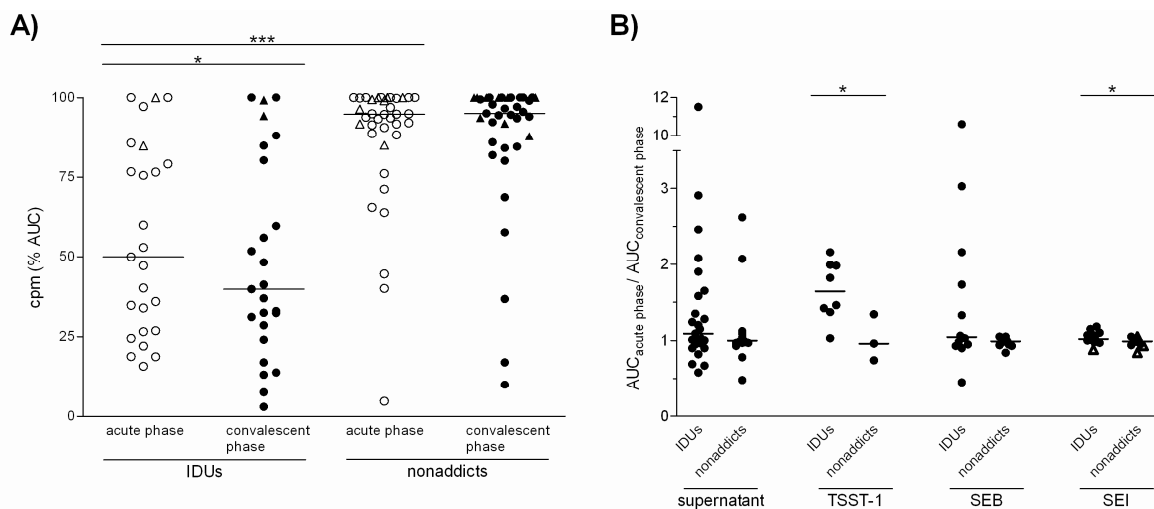 A)
***
*
cpm (% AUC)
100
75
50
25
0
acute phase
convalescent
phase
acute phase
convalescent
phase
IDUs
nonaddicts
B)
*
*
AUCacute phase/ AUCconvalescent phase
12
10
3
2
1
0
IDUs
nonaddicts
IDUs
nonaddicts
IDUs
nonaddicts
IDUs
nonaddicts
supernatant
TSST-1
SEB
SEI